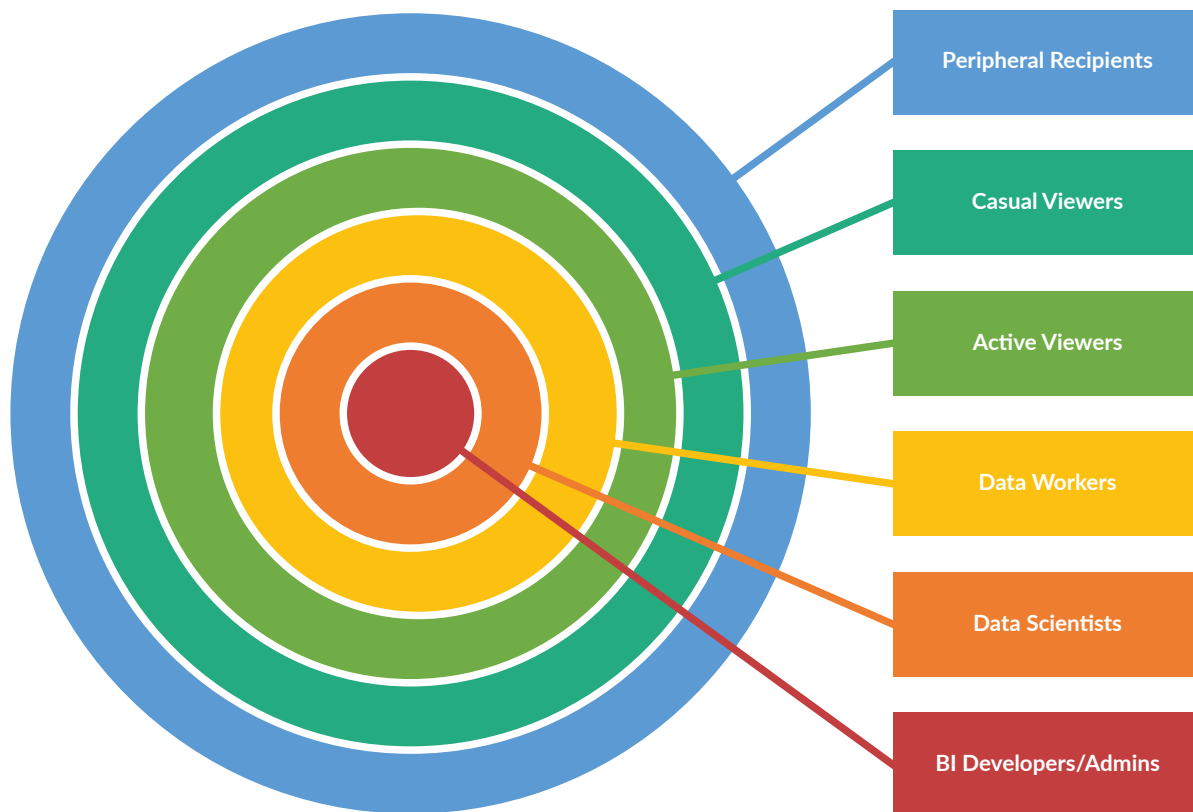 Peripheral Recipients
Casual Viewers
Active Viewers
Data Workers
Data Scientists
BI Developers/Admins